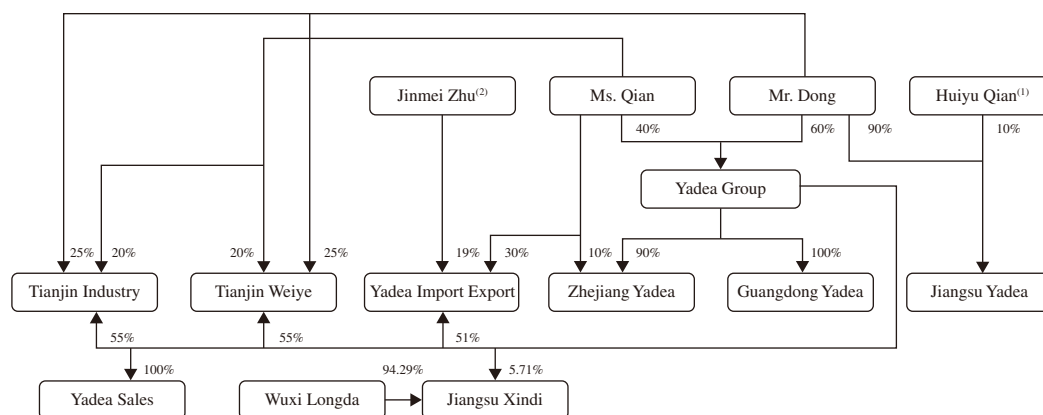 Jinmei Zhu(2)
Ms. Qian
Mr. Dong
Huiyu Qian(1)
40%
60%
90%
10%
Yadea Group
25%
20%
20%
25%
19%
30%
10%
90%
100%
Tianjin Industry
Tianjin Weiye
Yadea Import Export
Zhejiang Yadea
Guangdong Yadea
Jiangsu Yadea
55%
55%
51%
100%
94.29%
5.71%
Yadea Sales
Wuxi Longda
Jiangsu Xindi